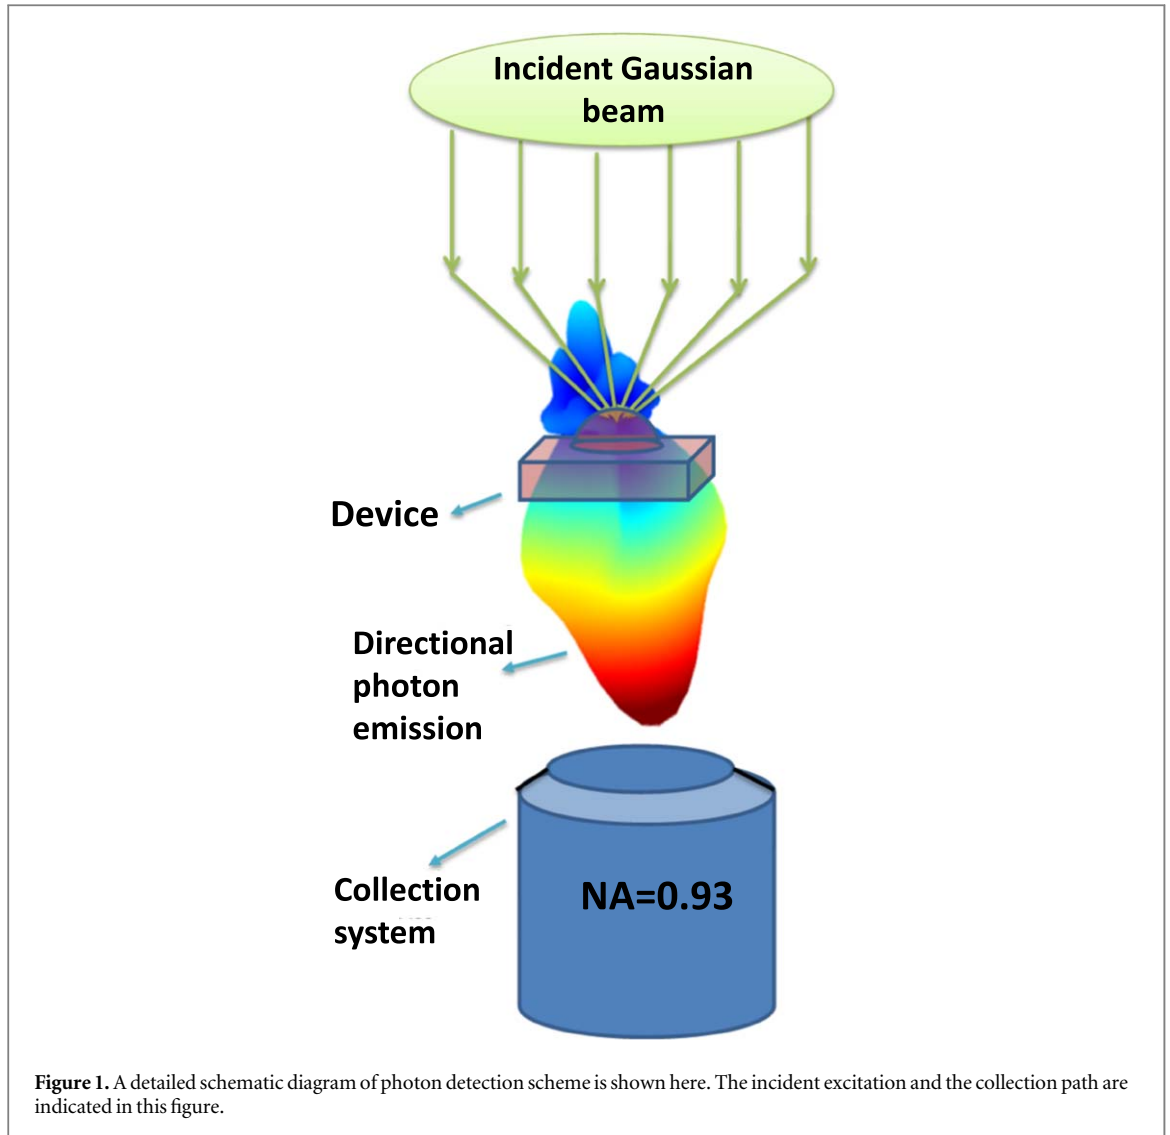 Incident Gaussian
beam
Device
Directional
photon
emission
Collection
system
NA=0.93
Figure 1. A detailed schematic diagram of photon detection scheme is shown here. The incident excitation and the collection path are
indicated in this figure.